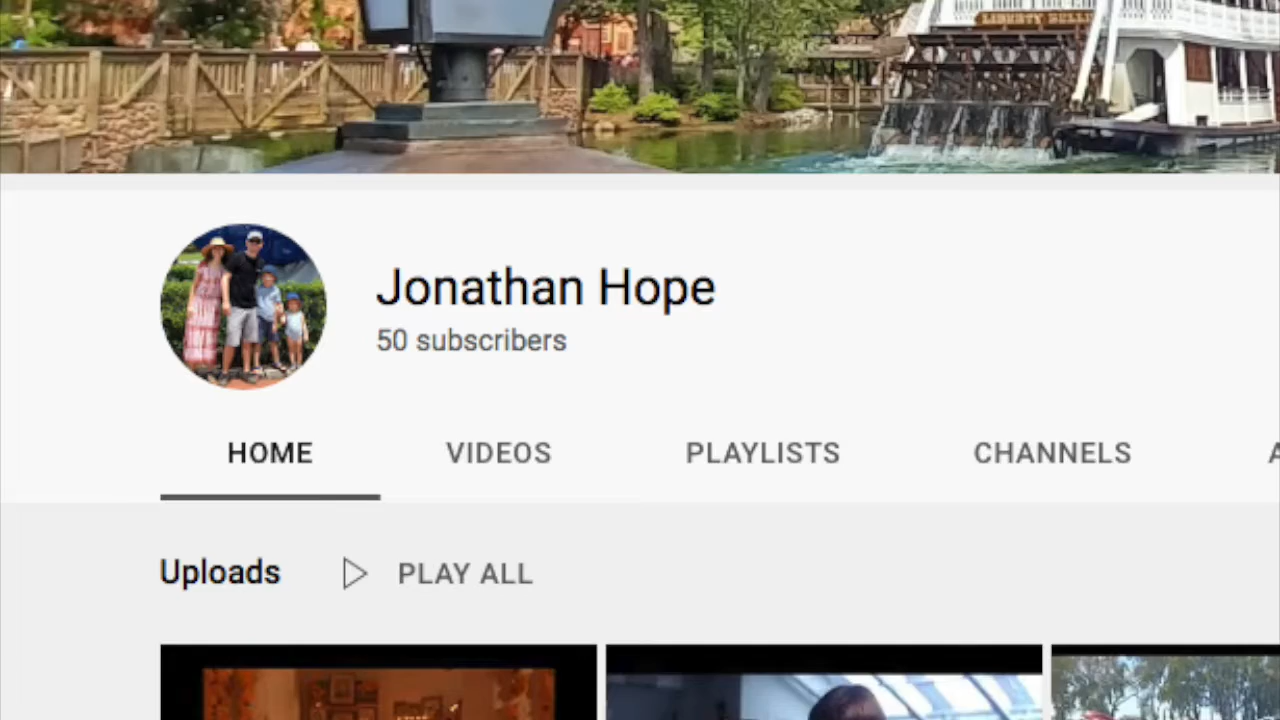 LIBERTY BELLE
Jonathan Hope
50 subscribers
HOME VIDEOS PLAYLISTS CHANNELS
Uploads PLAY ALL